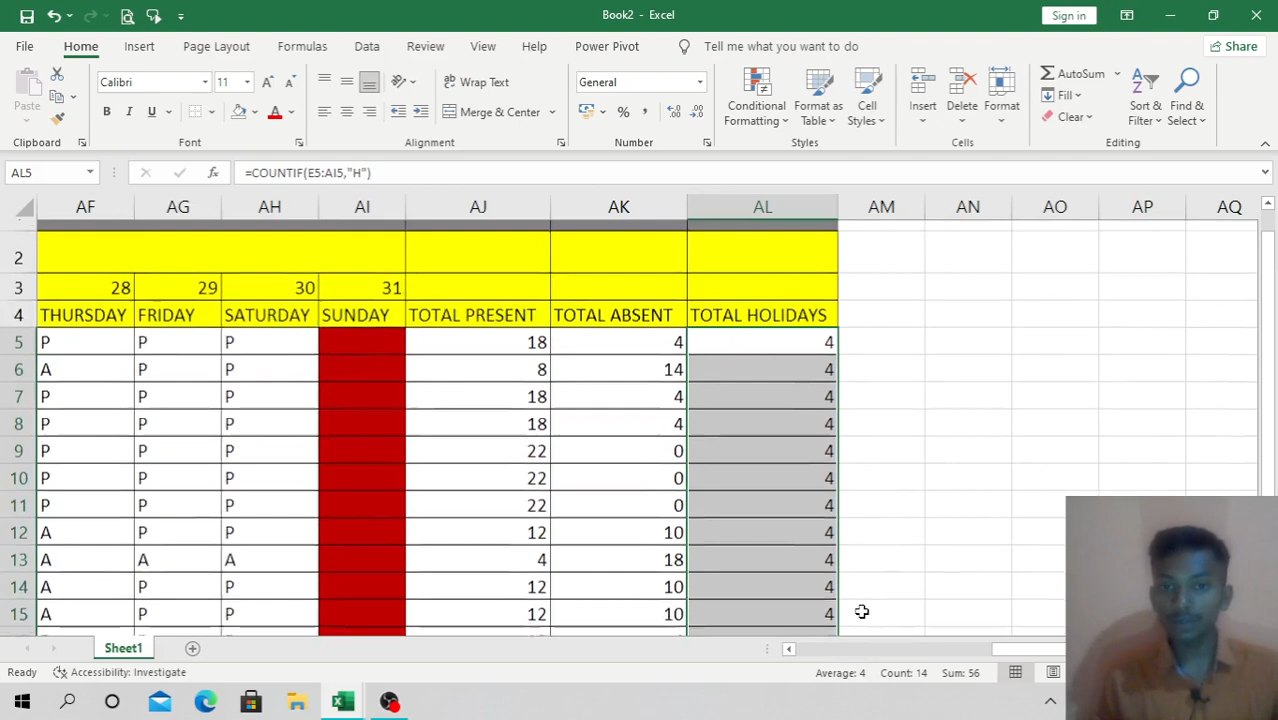 Book2 - Excel
Sign in
File Home Insert Page Layout Formulas Data Review View Help Power Pivot Tell me what you want to do Share
Paste
Calibri 11
B I U
Wrap Text
Merge & Center
General
Conditional Formatting
Format as Table
Cell Styles
Insert Delete Format
AutoSum
Fill
Clear
Sort & Filter
Find & Select
Clipboard Font Alignment Number Styles Cells Editing
AL5 fx =COUNTIF(E5:AI5,"H")
AF AG AH AI AJ AK AL AM AN AO AP AQ
2
3 28 29 30 31
4 THURSDAY FRIDAY SATURDAY SUNDAY TOTAL PRESENT TOTAL ABSENT TOTAL HOLIDAYS
5 P P P 18 4 4
6 A P P 8 14 4
7 P P P 18 4 4
8 P P P 18 4 4
9 P P P 22 0 4
10 P P P 22 0 4
11 P P P 22 0 4
12 A P P 12 10 4
13 A A A 4 18 4
14 A P P 12 10 4
15 A P P 12 10 4
Sheet1
Ready Accessibility: Investigate Average: 4 Count: 14 Sum: 56